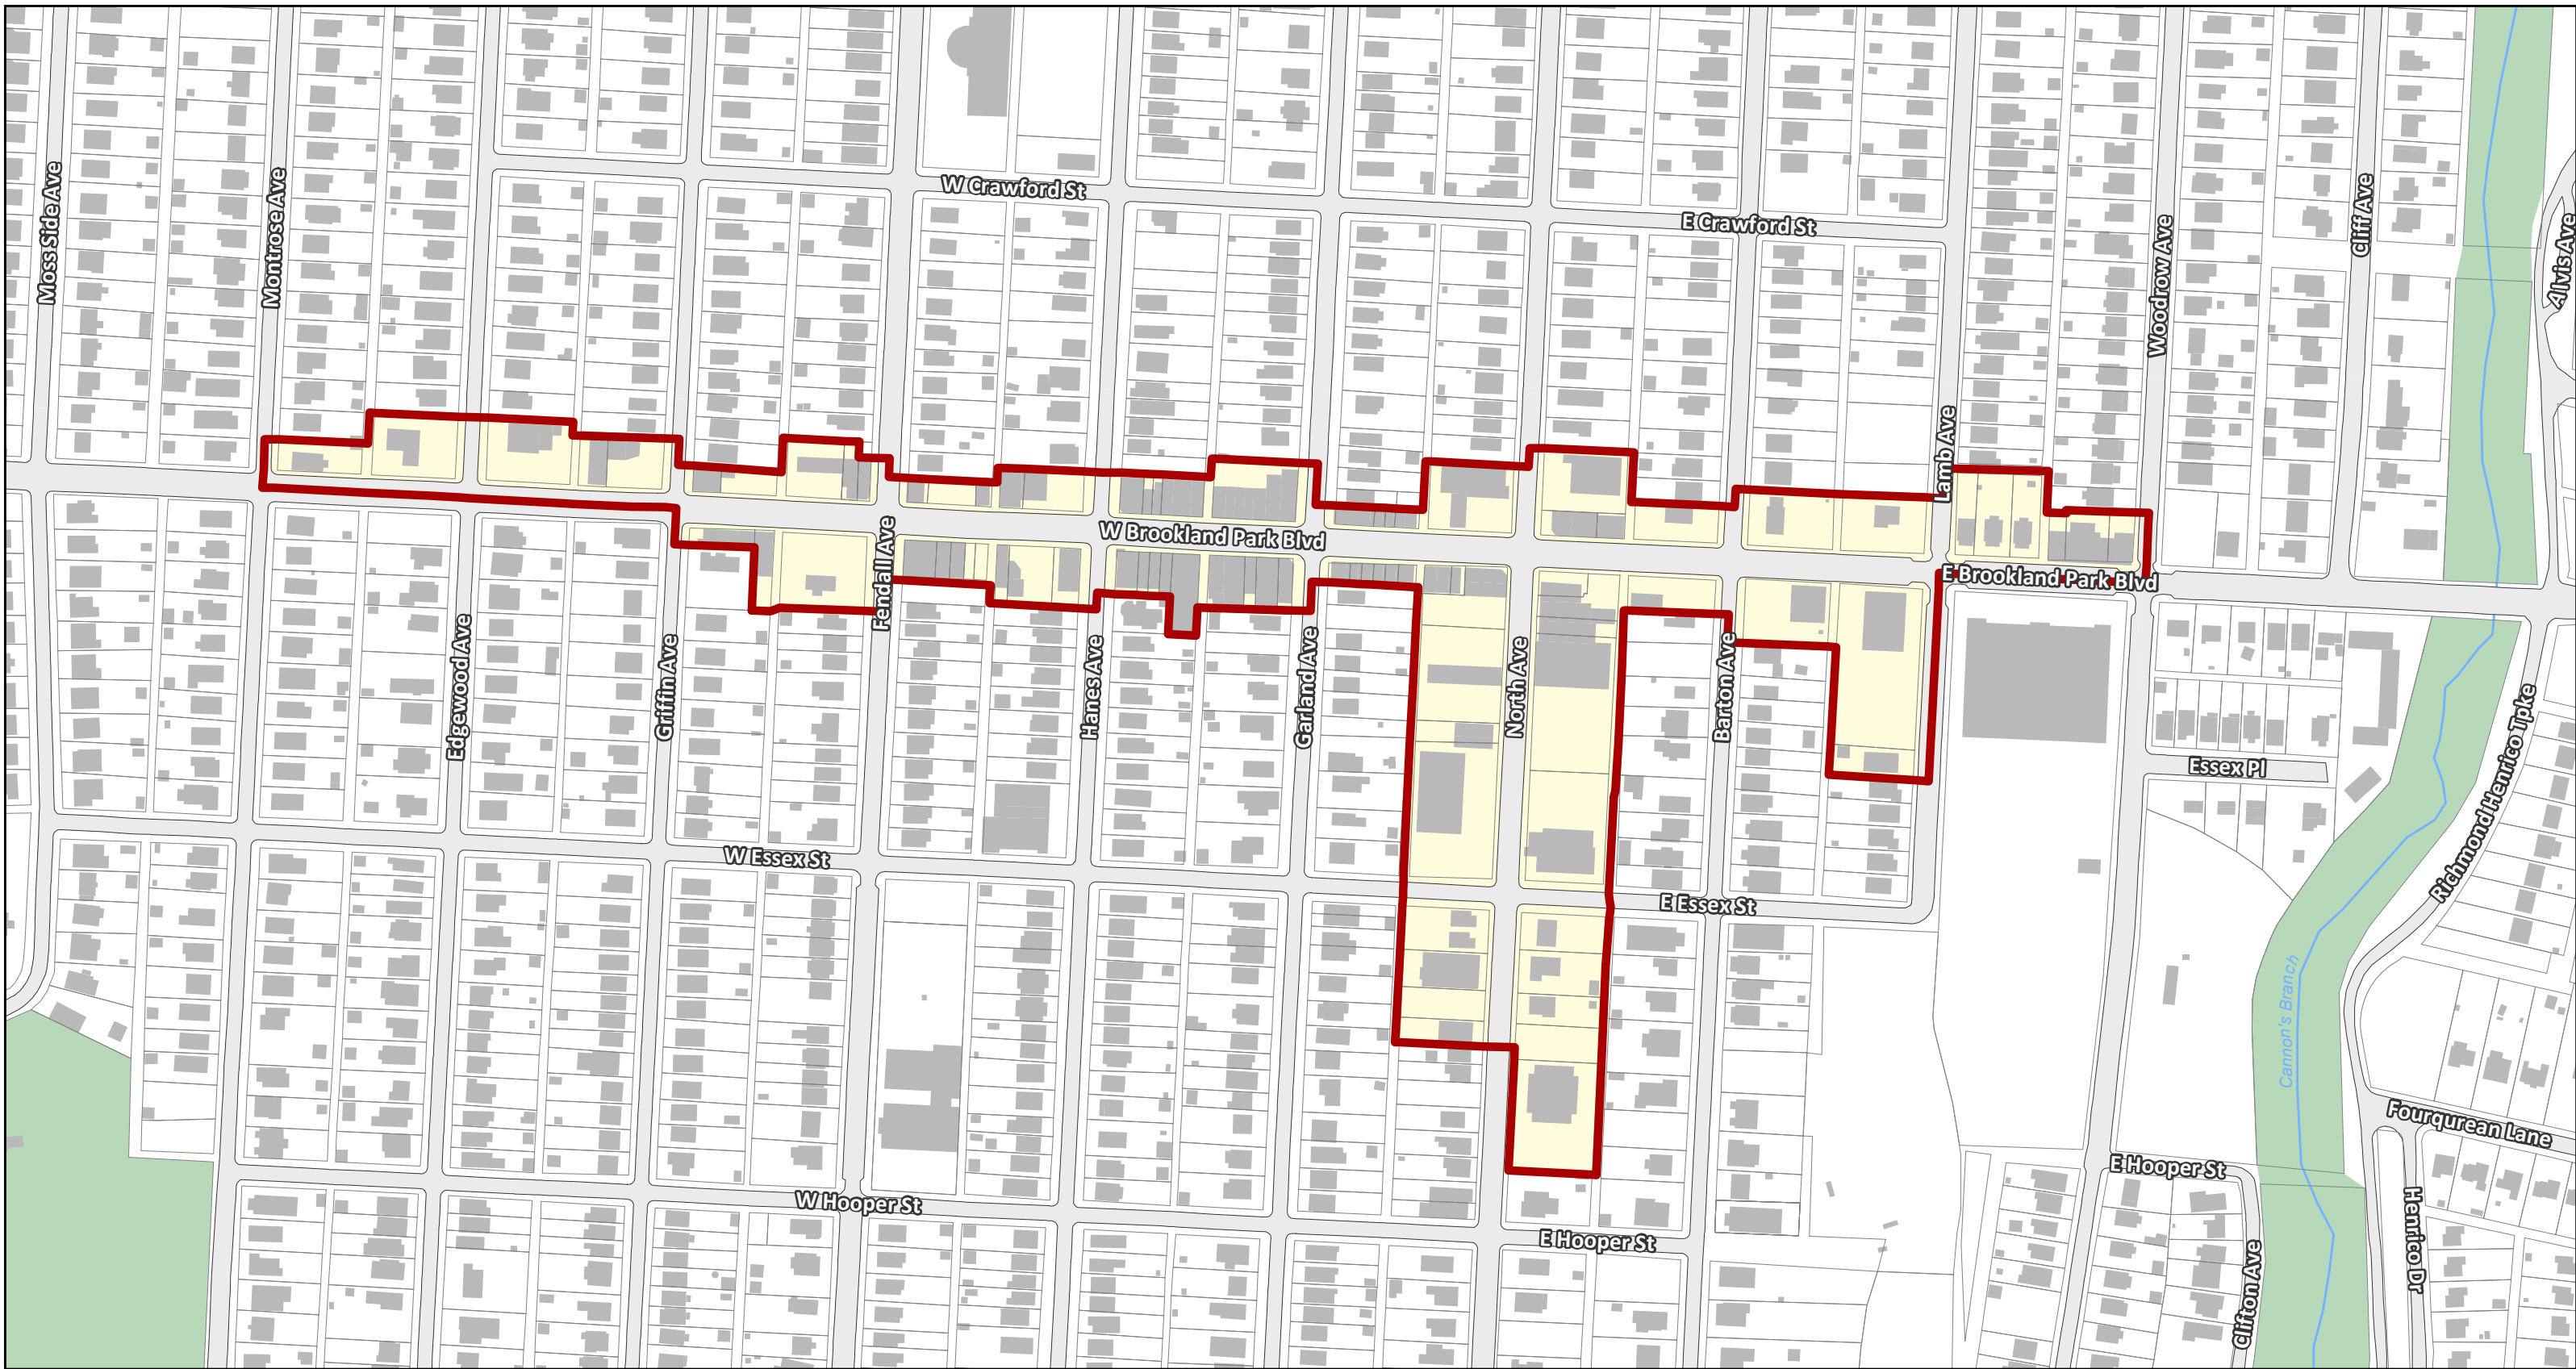 W Crawford St
E Crawford St
Moss Side Ave
Montrose Ave
Cliff Ave
Alvis Ave
Woodrow Ave
Lamb Ave
W Brookland Park Blvd
E Brookland Park Blvd
Fendall Ave
Edgewood Ave
Griffin Ave
Hanes Ave
Garland Ave
North Ave
Barton Ave
Essex Pl
Richmond Henrico Tpke
W Essex St
E Essex St
Cannon's Branch
Fourqurean Lane
E Hooper St
W Hooper St
E Hooper St
Henrico Dr
Clifton Ave